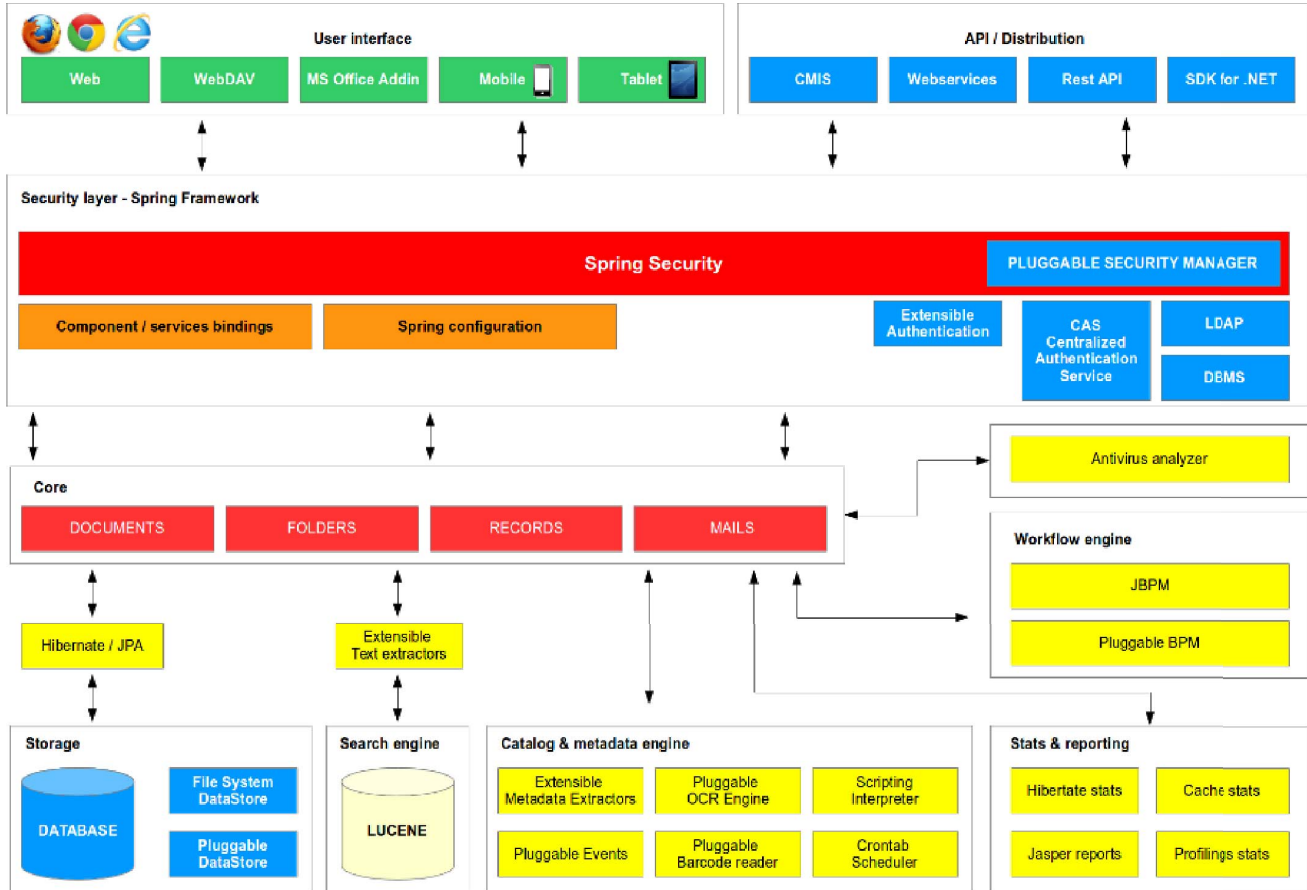 User interface
API / Distribution
Web
WebDAV
MS Office Addin
Mobile
Tablet
CMIS
Webservices
Rest API
SDK for .NET
Security layer - Spring Framework
Spring Security
PLUGGABLE SECURITY MANAGER
Component / services bindings
Spring configuration
Extensible
Authentication
CAS
Centralized
Authentication
Service
LDAP
DBMS
Antivirus analyzer
Core
DOCUMENTS
FOLDERS
RECORDS
MAILS
Workflow engine
JBPM
Pluggable BPM
Hibernate / JPA
Extensible
Text extractors
Storage
DATABASE
File System
DataStore
Pluggable
DataStore
Search engine
LUCENE
Catalog & metadata engine
Extensible
Metadata Extractors
Pluggable
OCR Engine
Scripting
Interpreter
Pluggable Events
Pluggable
Barcode reader
Crontab
Scheduler
Stats & reporting
Hibertate stats
Cache stats
Jasper reports
Profilings stats